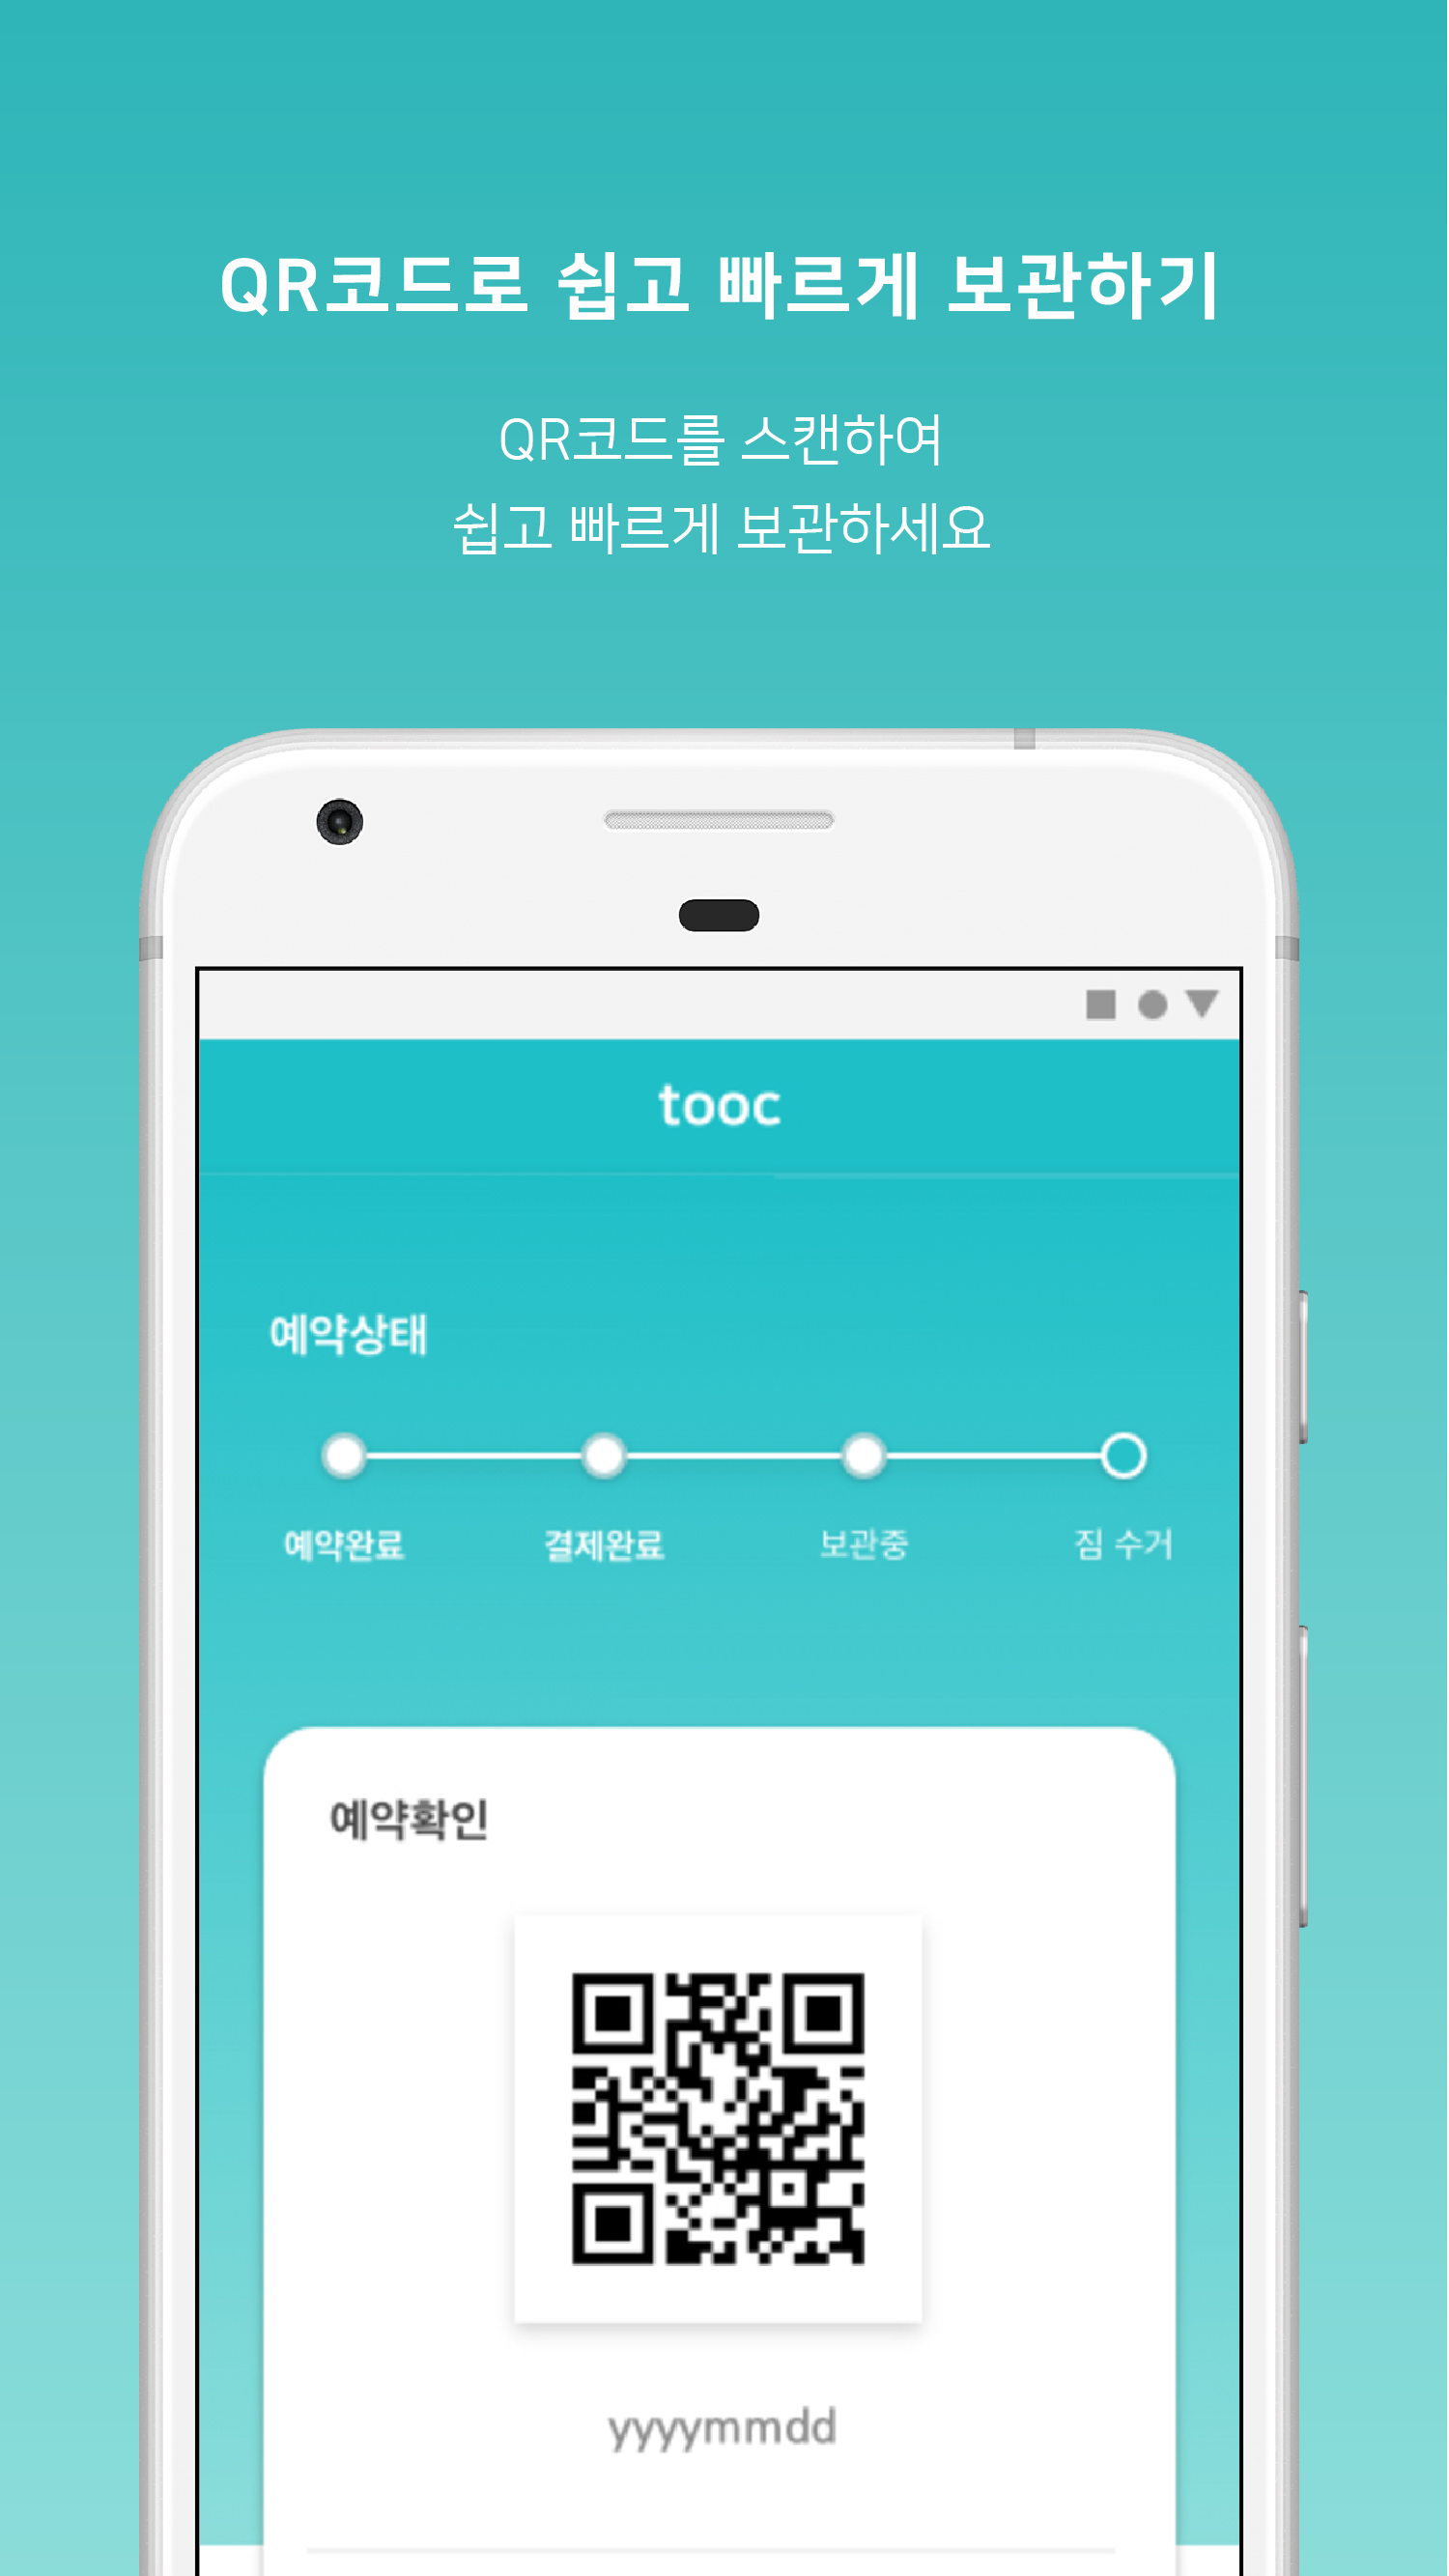 QR코드로 쉽고 빠르게 보관하기
QR코드를 스캔하여
쉽고 빠르게 보관하세요
tooc
예약상태
예약완료 결제완료 보관중 짐 수거
예약확인
yyyymmdd